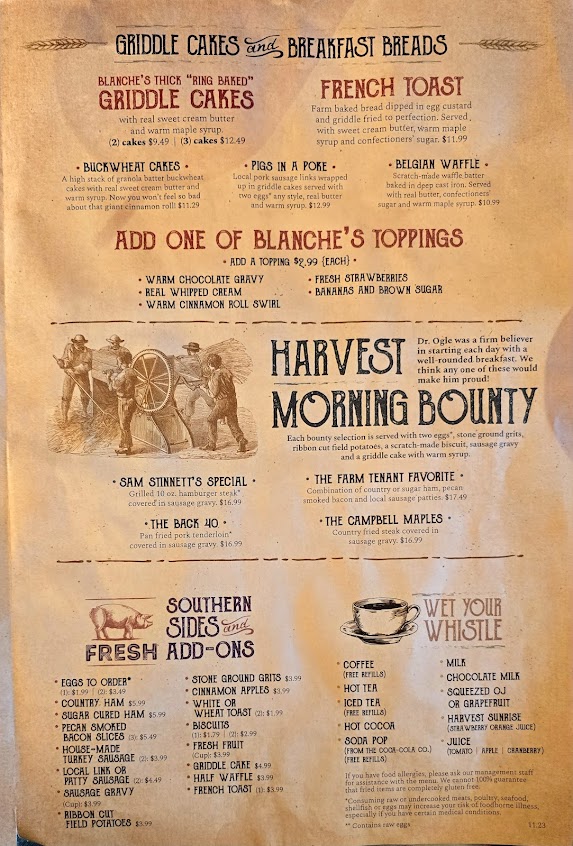 GRIDDLE CAKES and BREAKFAST BREADS
BLANCHE'S THICK "RING BAKED"
GRIDDLE CAKES
with real sweet cream butter
and warm maple syrup.
(2) cakes $9.49 | (3) cakes $12.49
FRENCH TOAST
Farm baked bread dipped in egg custard
and griddle fried to perfection. Served
with sweet cream butter, warm maple
syrup and confectioners' sugar. $11.99
• BUCKWHEAT CAKES •
A high stack of granola batter buckwheat
cakes with real sweet cream butter and
warm syrup. Now you won't feel so bad
about that giant cinnamon roll! $11.29
• PIGS IN A POKE •
Local pork sausage links wrapped
up in griddle cakes served with
two eggs* any style, real butter
and warm syrup. $12.99
• BELGIAN WAFFLE •
Scratch-made waffle batter
baked in deep cast iron. Served
with real butter, confectioners'
sugar and warm maple syrup. $10.99
ADD ONE OF BLANCHE'S TOPPINGS
• ADD A TOPPING $2.99 {EACH} •
• WARM CHOCOLATE GRAVY
• REAL WHIPPED CREAM
• WARM CINNAMON ROLL SWIRL
• FRESH STRAWBERRIES
• BANANAS AND BROWN SUGAR
HARVEST
MORNING BOUNTY
Dr. Ogle was a firm believer
in starting each day with a
well-rounded breakfast. We
think any one of these would
make him proud!
Each bounty selection is served with two eggs*, stone ground grits,
ribbon cut field potatoes, a scratch-made biscuit, sausage gravy
and a griddle cake with warm syrup.
• SAM STINNETT'S SPECIAL •
Grilled 10 oz. hamburger steak*
covered in sausage gravy. $16.99
• THE FARM TENANT FAVORITE •
Combination of country or sugar ham, pecan
smoked bacon and local sausage patties. $17.49
• THE BACK 40 •
Pan fried pork tenderloin*
covered in sausage gravy. $16.99
• THE CAMPBELL MAPLES •
Country fried steak covered in
sausage gravy. $16.99
SOUTHERN
SIDES and
FRESH ADD-ONS
• EGGS TO ORDER*
(1): $1.99 | (2): $3.49
• COUNTRY HAM $5.99
• SUGAR CURED HAM $5.99
• PECAN SMOKED
BACON SLICES (3): $5.49
• HOUSE-MADE
TURKEY SAUSAGE (2): $3.99
• LOCAL LINK OR
PATTY SAUSAGE (2): $4.49
• SAUSAGE GRAVY
(Cup): $3.99
• RIBBON CUT
FIELD POTATOES $3.99
• STONE GROUND GRITS $3.99
• CINNAMON APPLES $3.99
• WHITE OR
WHEAT TOAST (2): $1.99
• BISCUITS
(1): $1.79 | (2): $2.99
• FRESH FRUIT
(Cup): $3.99
• GRIDDLE CAKE $4.99
• HALF WAFFLE $3.99
• FRENCH TOAST (1): $3.99
WET YOUR
WHISTLE
• COFFEE
(FREE REFILLS)
• HOT TEA
• ICED TEA
(FREE REFILLS)
• HOT COCOA
• SODA POP
(FROM THE COCA-COLA CO.)
(FREE REFILLS)
• MILK
• CHOCOLATE MILK
• SQUEEZED OJ
OR GRAPEFRUIT
• HARVEST SUNRISE
(STRAWBERRY ORANGE JUICE)
• JUICE
(TOMATO | APPLE | CRANBERRY)
If you have food allergies, please ask our management staff
for assistance with the menu. We cannot 100% guarantee
that fried items are completely gluten free.
*Consuming raw or undercooked meats, poultry, seafood,
shellfish or eggs may increase your risk of foodborne illness,
especially if you have certain medical conditions.
** Contains raw eggs
11.23